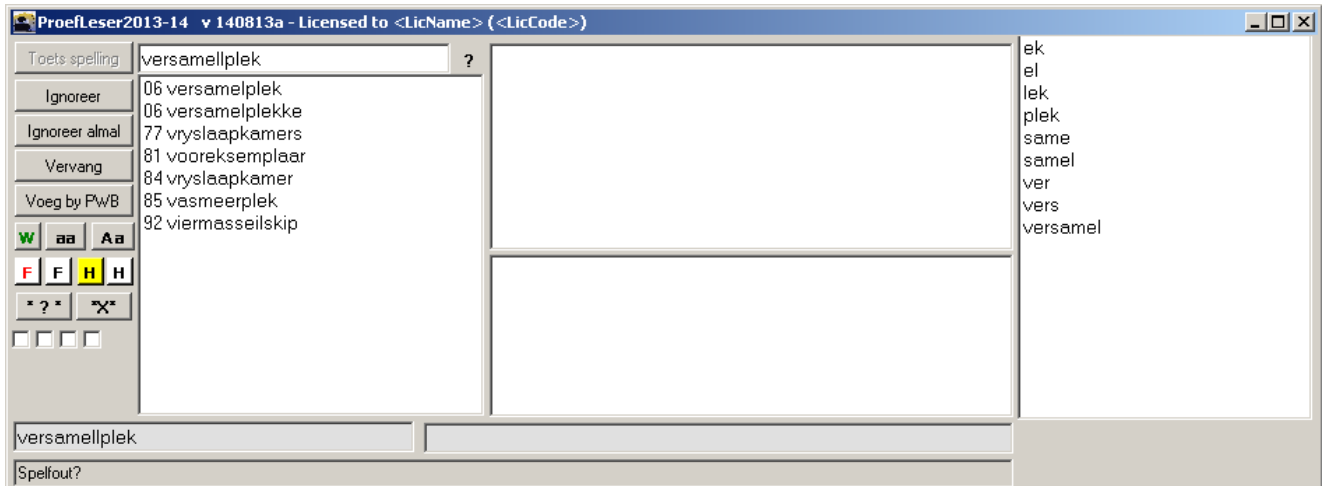 ProefLeser2013-14 v 140813a - Licensed to <LicName> (<LicCode>)
Toets spelling
Ignoreer
Ignoreer almal
Vervang
Voeg by PWB
W aa Aa
F F H H
* ? * *X*
versamellplek ?
06 versamelplek
06 versamelplekke
77 vryslaapkamers
81 vooreksemplaar
84 vryslaapkamer
85 vasmeerplek
92 viermasseilskip
ek
el
lek
plek
same
samel
ver
vers
versamel
versamellplek
Spelfout?